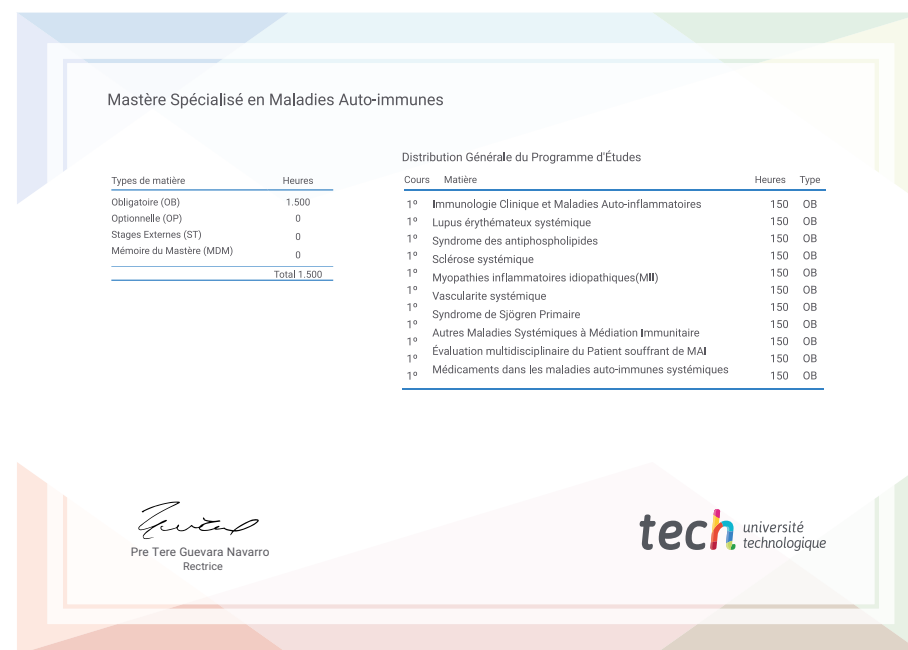 Mastère Spécialisé en Maladies Auto-immunes
Types de matière Heures
Obligatoire (OB) 1.500
Optionnelle (OP) 0
Stages Externes (ST) 0
Mémoire du Mastère (MDM) 0
Total 1.500
Distribution Générale du Programme d'Études
Cours Matière Heures Type
1º Immunologie Clinique et Maladies Auto-inflammatoires 150 OB
1º Lupus érythémateux systémique 150 OB
1º Syndrome des antiphospholipides 150 OB
1º Sclérose systémique 150 OB
1º Myopathies inflammatoires idiopathiques(MII) 150 OB
1º Vascularite systémique 150 OB
1º Syndrome de Sjögren Primaire 150 OB
1º Autres Maladies Systémiques à Médiation Immunitaire 150 OB
1º Évaluation multidisciplinaire du Patient souffrant de MAI 150 OB
1º Médicaments dans les maladies auto-immunes systémiques 150 OB
1º 150 OB
Pre Tere Guevara Navarro
Rectrice
tech université
technologique